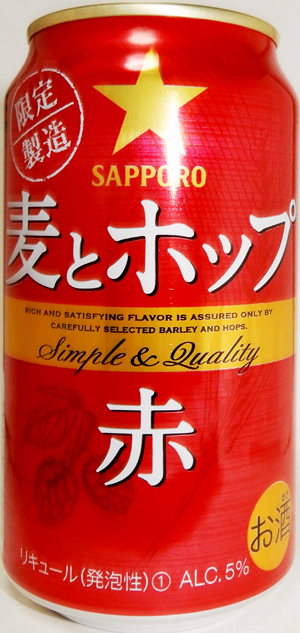 限定
製造
SAPPORO
麦とホップ
RICH AND SATISFYING FLAVOR IS ASSURED ONLY BY
CAREFULLY SELECTED BARLEY AND HOPS.
Simple & Quality
赤
お酒
リキュール(発泡性)① ALC.5%